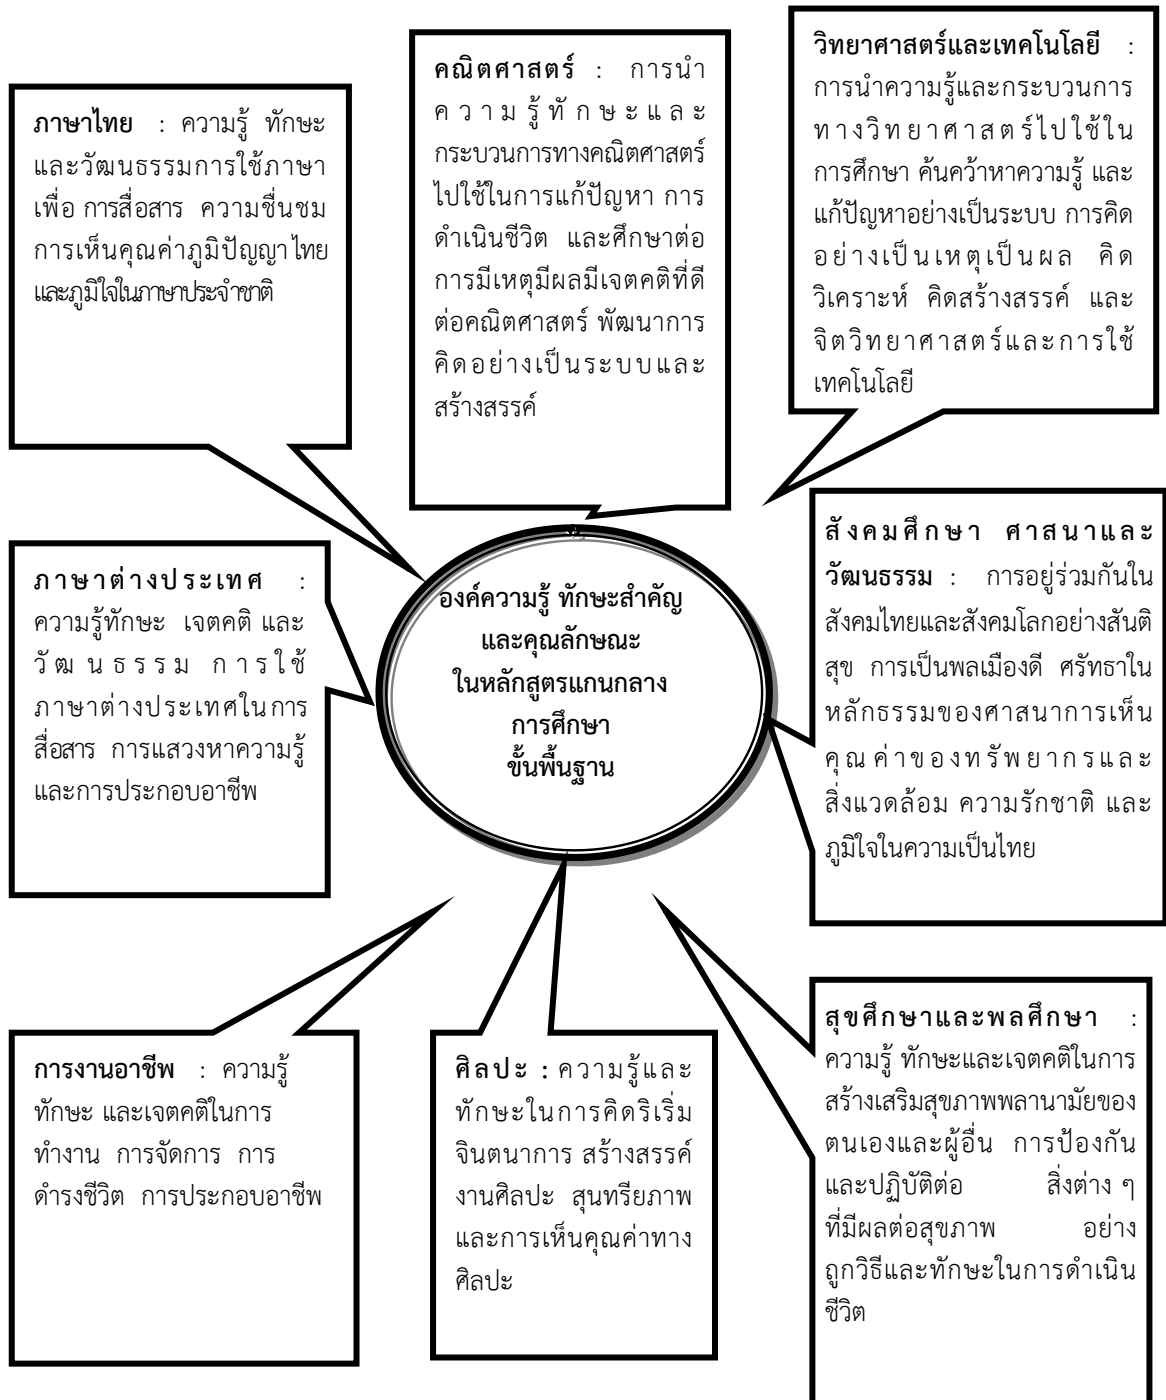 ภาษาไทย : ความรู้ ทักษะ
และวัฒนธรรมการใช้ภาษา
เพื่อ การสื่อสาร ความชื่นชม
การเห็นคุณค่าภูมิปัญญาไทย
และภูมิใจในภาษาประจำชาติ
คณิตศาสตร์ : การนำ
ความรู้ทักษะและ
กระบวนการทางคณิตศาสตร์
ไปใช้ในการแก้ปัญหา การ
ดำเนินชีวิต และศึกษาต่อ
การมีเหตุมีผลมีเจตคติที่ดี
ต่อคณิตศาสตร์ พัฒนาการ
คิดอย่างเป็นระบบและ
สร้างสรรค์
วิทยาศาสตร์และเทคโนโลยี :
การนำความรู้และกระบวนการ
ทางวิทยาศาสตร์ไปใช้ใน
การศึกษา ค้นคว้าหาความรู้ และ
แก้ปัญหาอย่างเป็นระบบ การคิด
อย่างเป็นเหตุเป็นผล คิด
วิเคราะห์ คิดสร้างสรรค์ และ
จิตวิทยาศาสตร์และการใช้
เทคโนโลยี
ภาษาต่างประเทศ :
ความรู้ทักษะ เจตคติ และ
วัฒนธรรม การใช้
ภาษาต่างประเทศในการ
สื่อสาร การแสวงหาความรู้
และการประกอบอาชีพ
องค์ความรู้ ทักษะสำคัญ
และคุณลักษณะ
ในหลักสูตรแกนกลาง
การศึกษา
ขั้นพื้นฐาน
สังคมศึกษา ศาสนาและ
วัฒนธรรม : การอยู่ร่วมกันใน
สังคมไทยและสังคมโลกอย่างสันติ
สุข การเป็นพลเมืองดี ศรัทธาใน
หลักธรรมของศาสนาการเห็น
คุณค่าของทรัพยากรและ
สิ่งแวดล้อม ความรักชาติ และ
ภูมิใจในความเป็นไทย
การงานอาชีพ : ความรู้
ทักษะ และเจตคติในการ
ทำงาน การจัดการ การ
ดำรงชีวิต การประกอบอาชีพ
ศิลปะ : ความรู้และ
ทักษะในการคิดริเริ่ม
จินตนาการ สร้างสรรค์
งานศิลปะ สุนทรียภาพ
และการเห็นคุณค่าทาง
ศิลปะ
สุขศึกษาและพลศึกษา :
ความรู้ ทักษะและเจตคติในการ
สร้างเสริมสุขภาพพลานามัยของ
ตนเองและผู้อื่น การป้องกัน
และปฏิบัติต่อ สิ่งต่าง ๆ
ที่มีผลต่อสุขภาพ อย่าง
ถูกวิธีและทักษะในการดำเนิน
ชีวิต